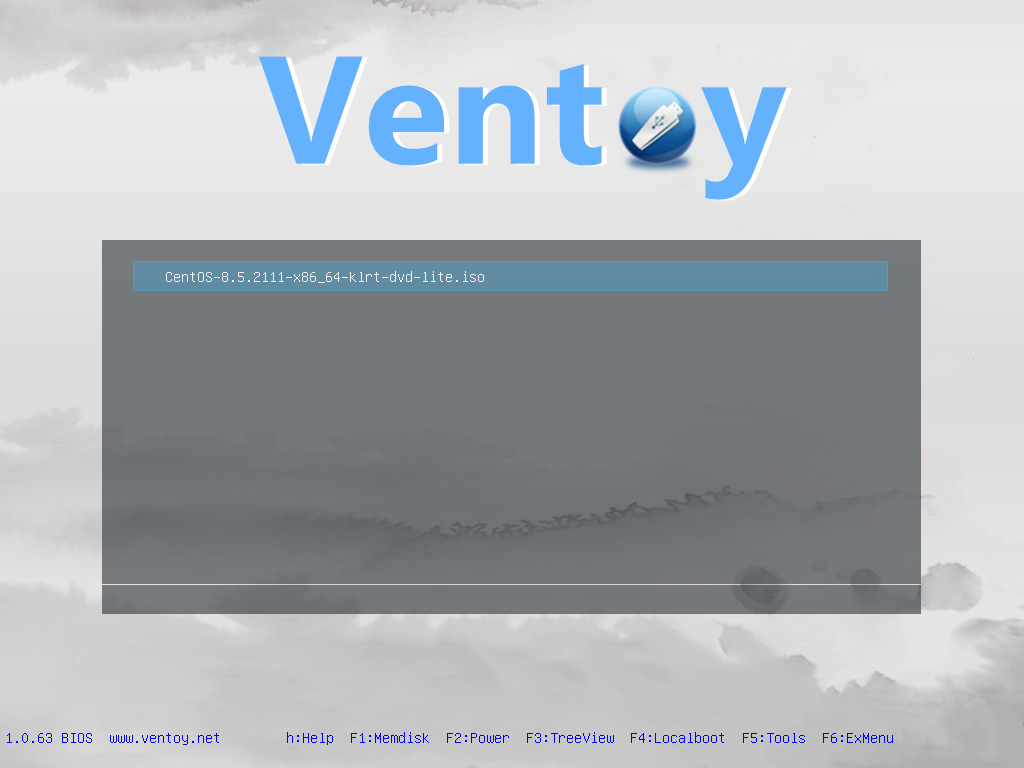 Ventoy
CentOS-8.5.2111-x86_64-klrt-dvd-lite.iso
1.0.63 BIOS www.ventoy.net h:Help F1:Memdisk F2:Power F3:TreeView F4:Localboot F5:Tools F6:ExMenu